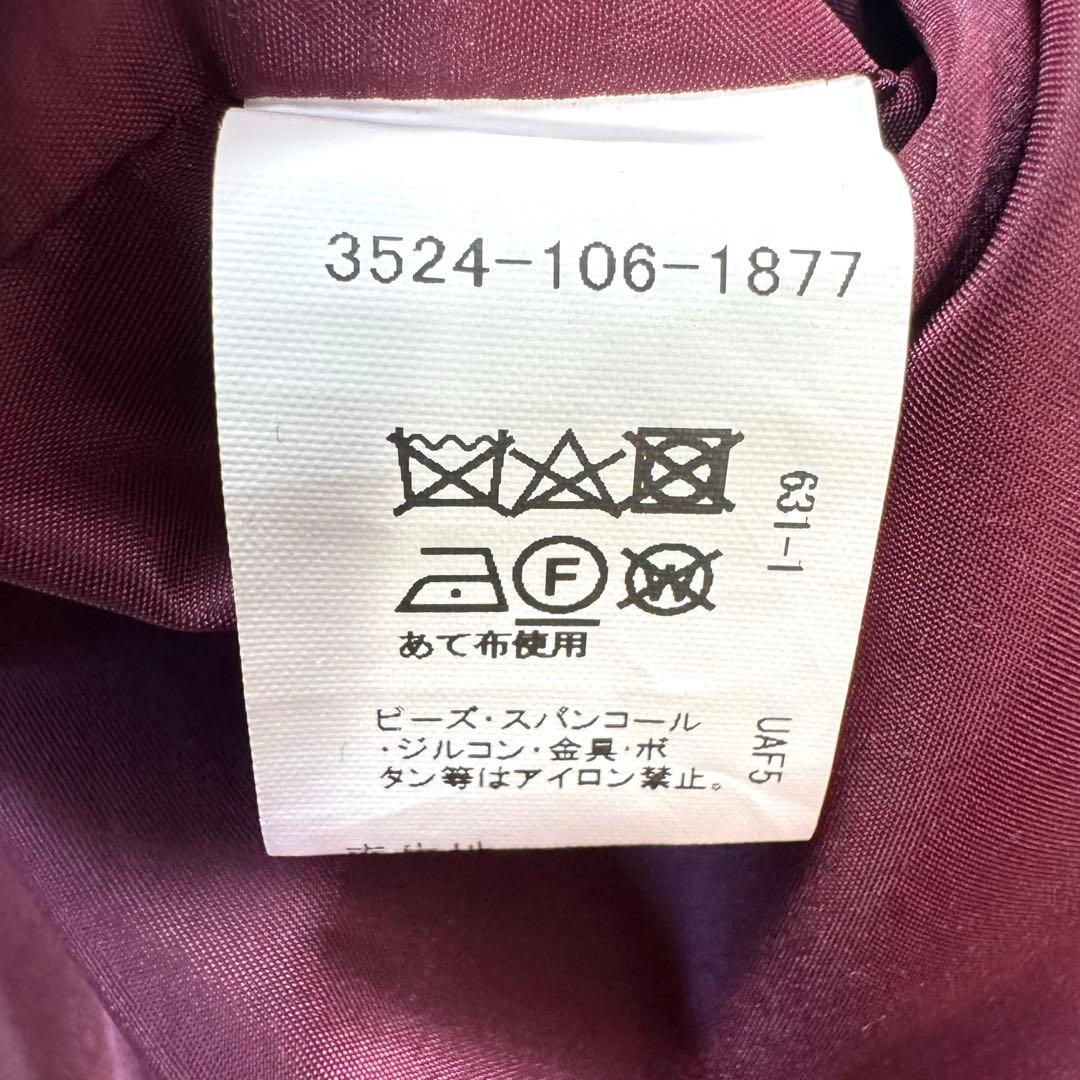 3524-106-1877
631-1
F
W
あて布使用
ビーズ・スパンコール
・ジルコン・金具・ボ
タン等はアイロン禁止。
UAF5